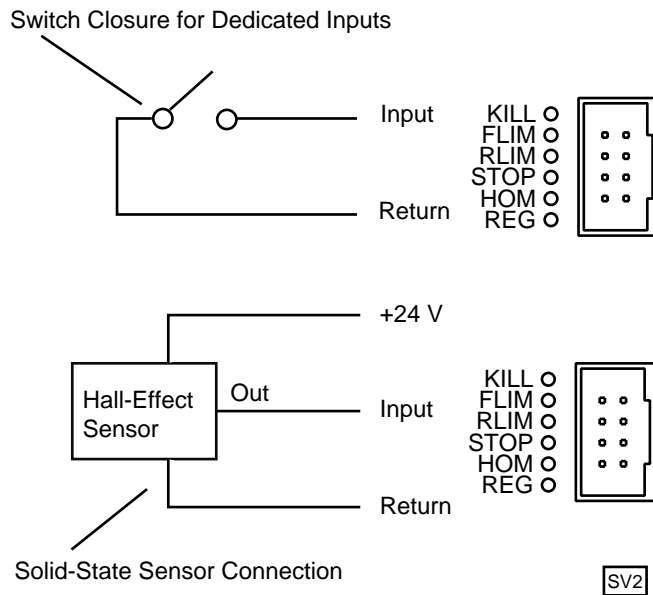 Switch Closure for Dedicated Inputs
Input
Return
KILL
FLIM
RLIM
STOP
HOM
REG
+24 V
Hall-Effect
Sensor
Out
Input
Return
KILL
FLIM
RLIM
STOP
HOM
REG
Solid-State Sensor Connection
SV2